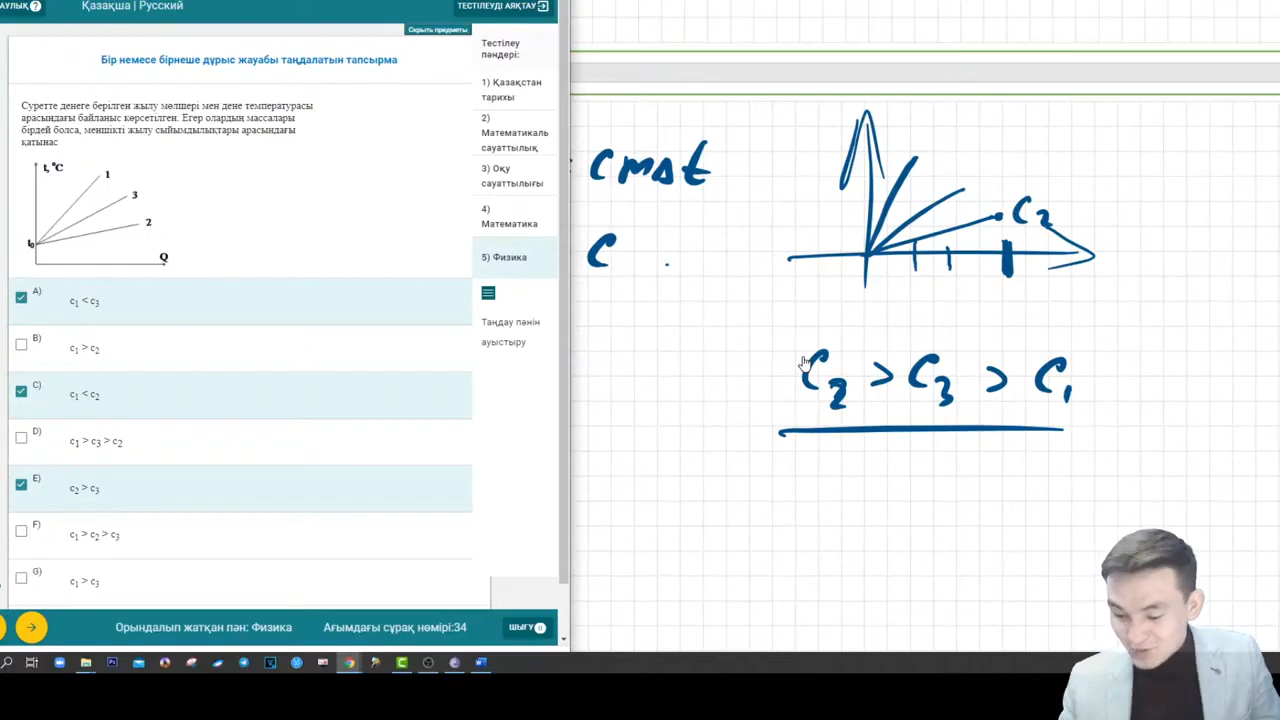 АУЛЫҚ ?
Қазақша | Русский
ТЕСТІЛЕУДІ АЯҚТАУ
Скрыть предметы
Бір немесе бірнеше дұрыс жауабы таңдалатын тапсырма
Суретте денеге берілген жылу мөлшері мен дене температурасы
арасындағы байланыс көрсетілген. Егер олардың массалары
бірдей болса, меншікті жылу сыйымдылықтары арасындағы
қатынас
t, °C
1
3
2
t₀
Q
A) c₁ < c₃
B) c₁ > c₂
C) c₁ < c₂
D) c₁ > c₃ > c₂
E) c₂ > c₃
F) c₁ > c₂ > c₃
G) c₁ > c₃
Тестілеу
пәндері:
1) Қазақстан
тарихы
2)
Математикаль
сауаттылық
3) Оқу
сауаттылығы
4)
Математика
5) Физика
Таңдау пәнін
ауыстыру
Орындалып жатқан пән: Физика
Ағымдағы сұрақ нөмірі:34
ШЫҒУ
cmΔt
c
c₂
c₂ > c₃ > c₁